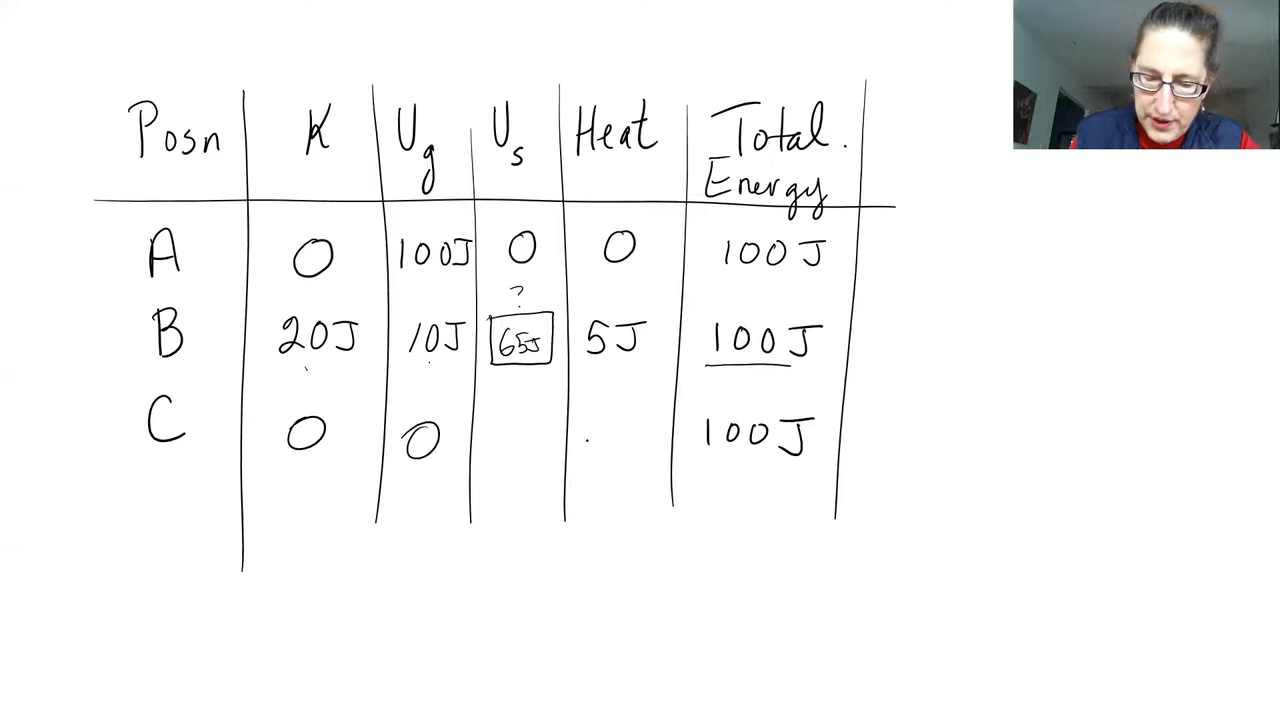 Posn K Ug Us Heat Total Energy
A 0 100J 0 0 100J
?
B 20J 10J 65J 5J 100J
C 0 0 100J